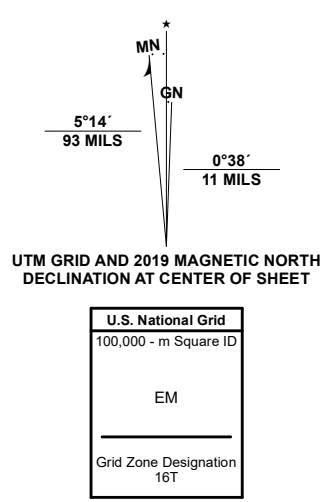 MN
GN
5°14´
93 MILS
0°38´
11 MILS
UTM GRID AND 2019 MAGNETIC NORTH
DECLINATION AT CENTER OF SHEET
U.S. National Grid
100,000 - m Square ID
EM
Grid Zone Designation
16T